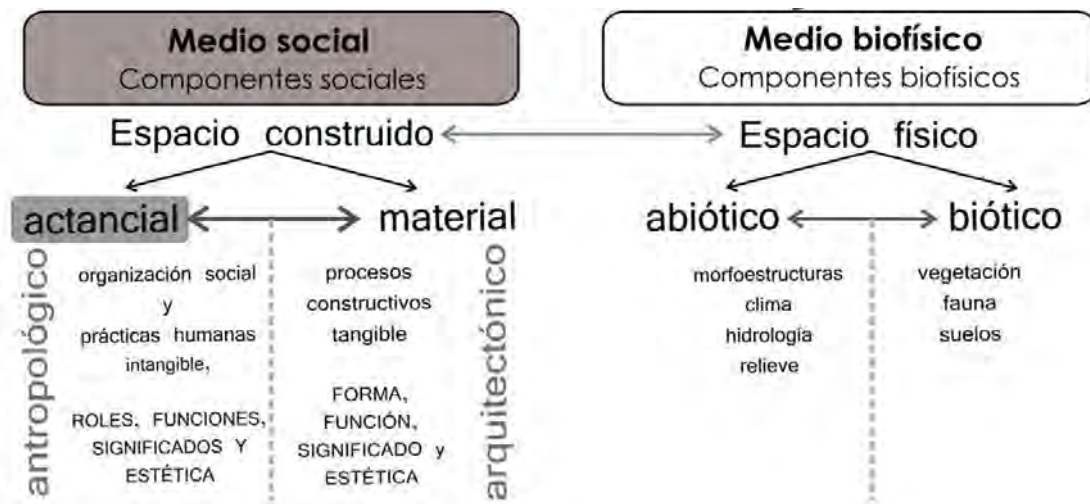 Medio social
Componentes sociales
Medio biofísico
Componentes biofísicos
Espacio construido
Espacio físico
actancial
material
abiótico
biótico
antropológico
organización social
y
prácticas humanas
intangible,
ROLES, FUNCIONES,
SIGNIFICADOS Y
ESTÉTICA
procesos
constructivos
tangible
FORMA,
FUNCIÓN,
SIGNIFICADO y
ESTÉTICA
arquitectónico
morfoestructuras
clima
hidrología
relieve
vegetación
fauna
suelos